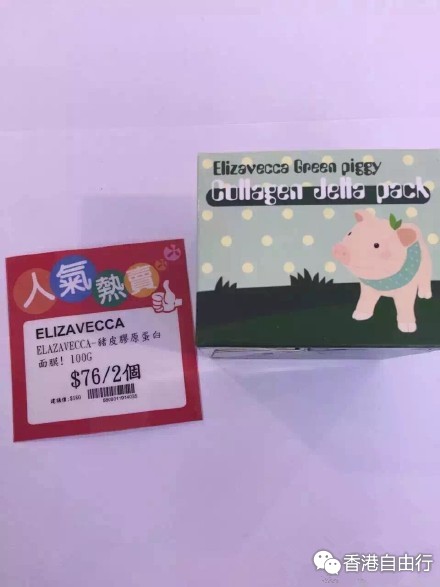 Elizavecca Green piggy
Collagen Jella pack
人氣熱賣
ELIZAVECCA
ELAZAVECCA-豬皮膠原蛋白
面膜! 100G
$76/2個
香港自由行